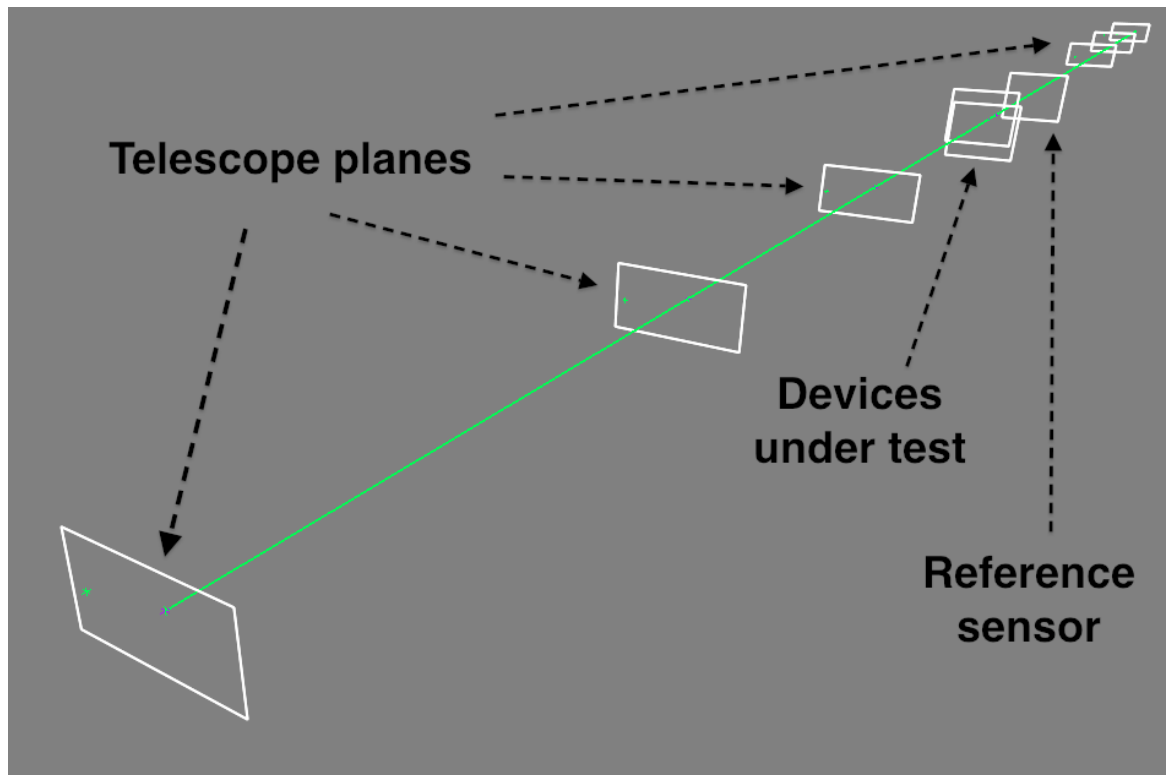 Telescope planes
Devices
under test
Reference
sensor